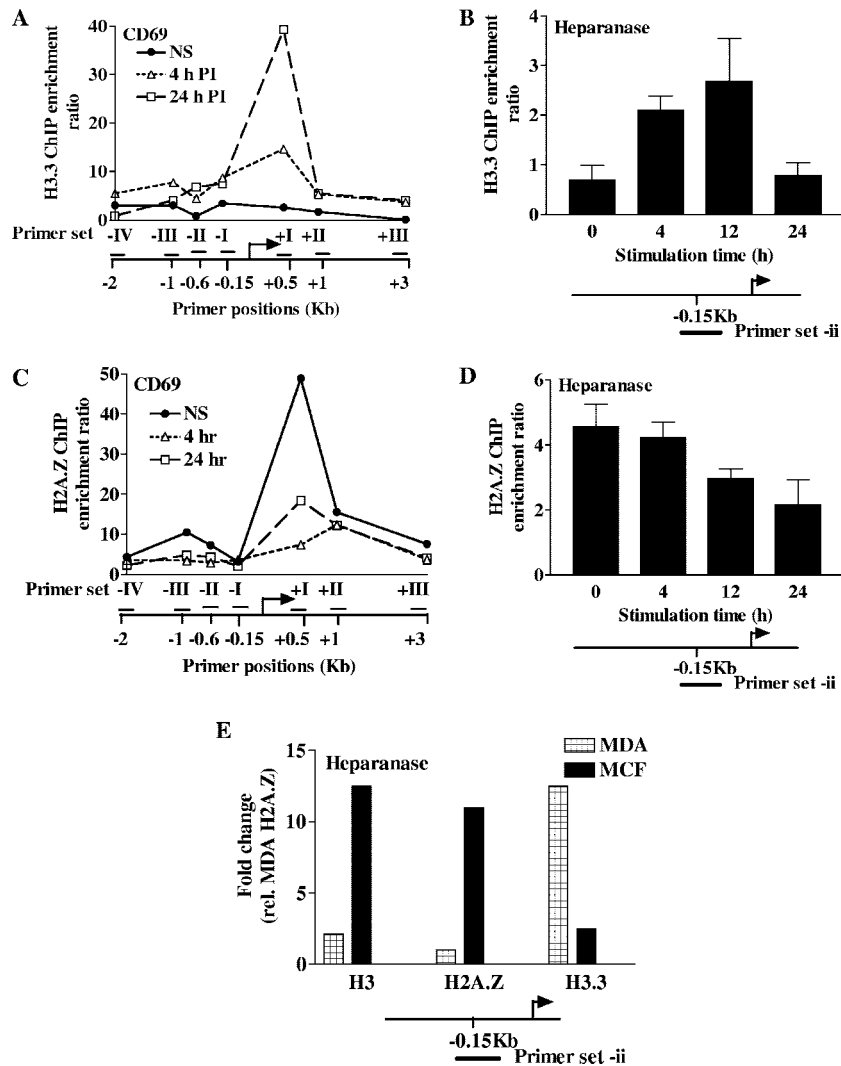 A
CD69
NS
4 h PI
24 h PI
H3.3 ChIP enrichment
ratio
40
30
20
10
0
Primer set -IV -III -II -I +I +II +III
-2 -1 -0.6 -0.15 +0.5 +1 +3
Primer positions (Kb)
B
Heparanase
H3.3 ChIP enrichment
ratio
4
3
2
1
0
0 4 12 24
Stimulation time (h)
-0.15Kb
Primer set -ii
C
CD69
NS
4 hr
24 hr
H2A.Z ChIP
enrichment ratio
50
40
30
20
10
0
Primer set -IV -III -II -I +I +II +III
-2 -1 -0.6 -0.15 +0.5 +1 +3
Primer positions (Kb)
D
Heparanase
H2A.Z ChIP
enrichment ratio
6
4
2
0
0 4 12 24
Stimulation time (h)
-0.15Kb
Primer set -ii
E
Heparanase
MDA
MCF
Fold change
(rel. MDA H2A.Z)
15
10
5
0
H3 H2A.Z H3.3
-0.15Kb
Primer set -ii